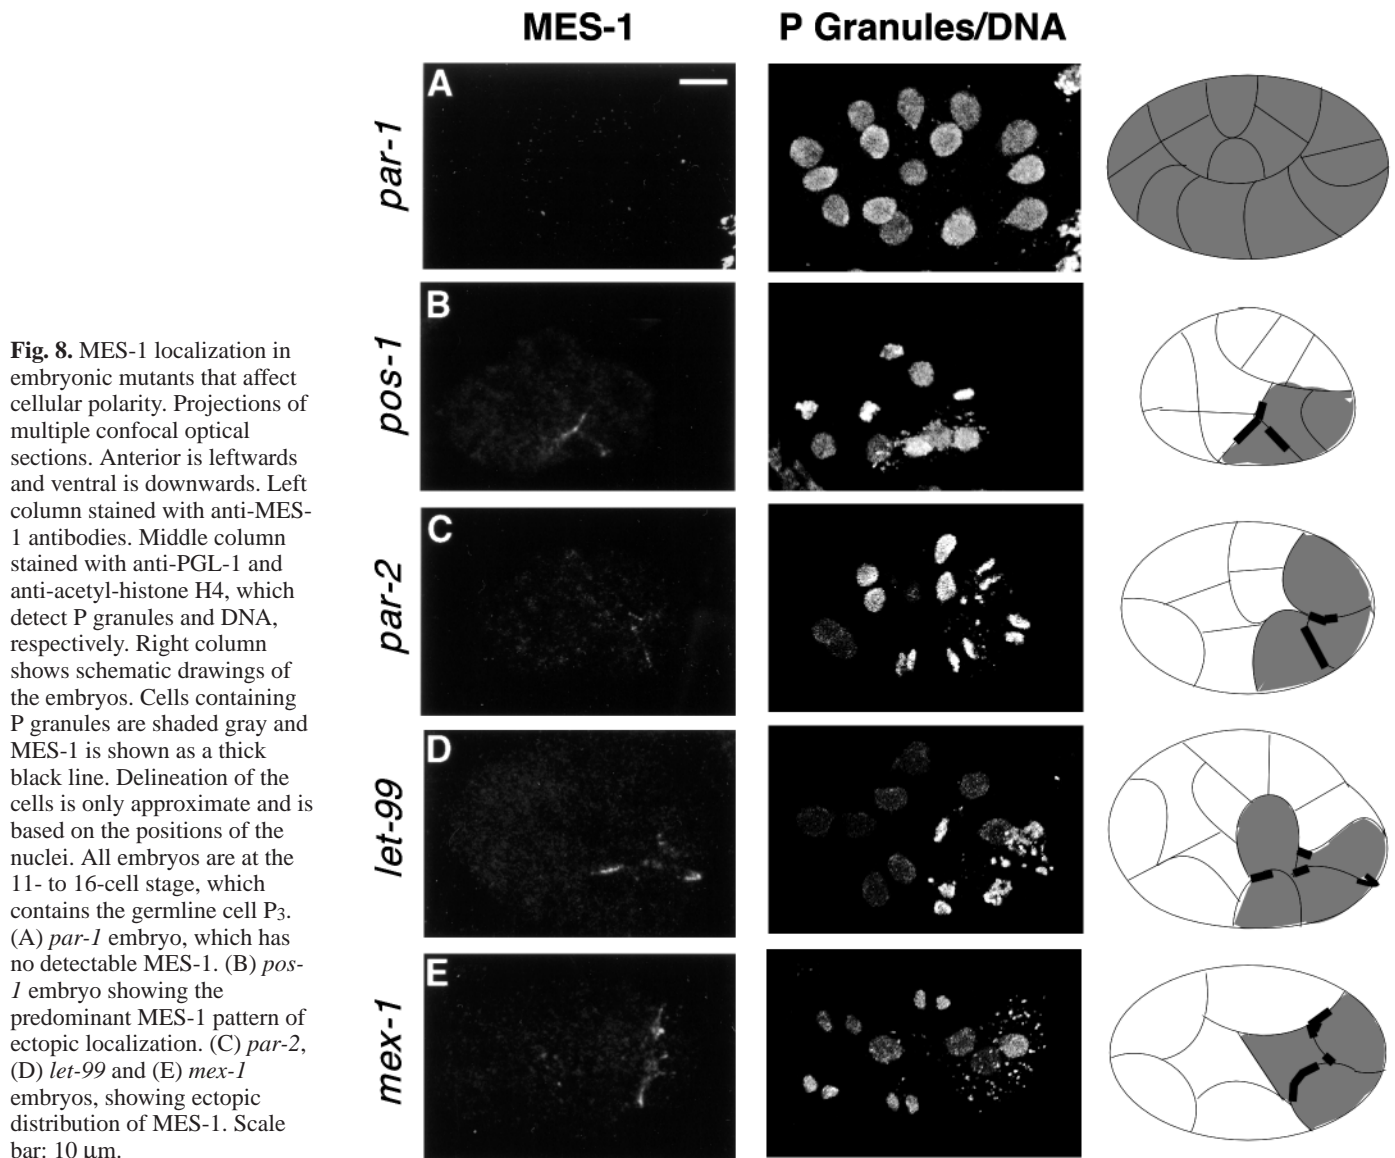 MES-1
P Granules/DNA
A
par-1
B
pos-1
C
par-2
D
let-99
E
mex-1
Fig. 8. MES-1 localization in
embryonic mutants that affect
cellular polarity. Projections of
multiple confocal optical
sections. Anterior is leftwards
and ventral is downwards. Left
column stained with anti-MES-
1 antibodies. Middle column
stained with anti-PGL-1 and
anti-acetyl-histone H4, which
detect P granules and DNA,
respectively. Right column
shows schematic drawings of
the embryos. Cells containing
P granules are shaded gray and
MES-1 is shown as a thick
black line. Delineation of the
cells is only approximate and is
based on the positions of the
nuclei. All embryos are at the
11- to 16-cell stage, which
contains the germline cell P3.
(A) par-1 embryo, which has
no detectable MES-1. (B) pos-
1 embryo showing the
predominant MES-1 pattern of
ectopic localization. (C) par-2,
(D) let-99 and (E) mex-1
embryos, showing ectopic
distribution of MES-1. Scale
bar: 10 µm.